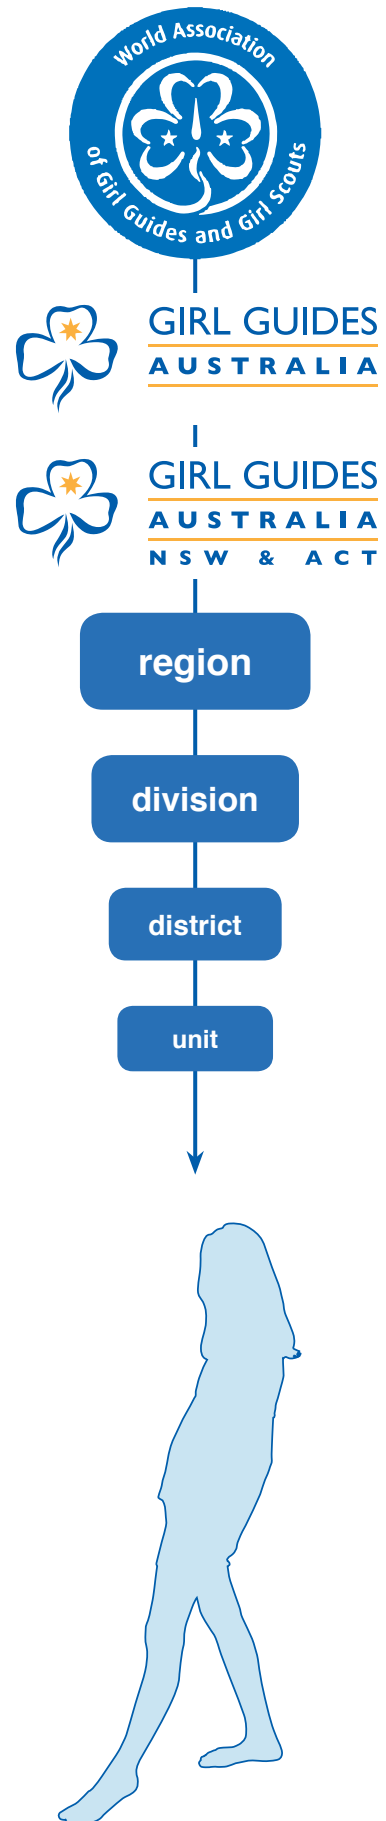 World Association
of Girl Guides and Girl Scouts
GIRL GUIDES
AUSTRALIA
GIRL GUIDES
AUSTRALIA
NSW & ACT
region
division
district
unit